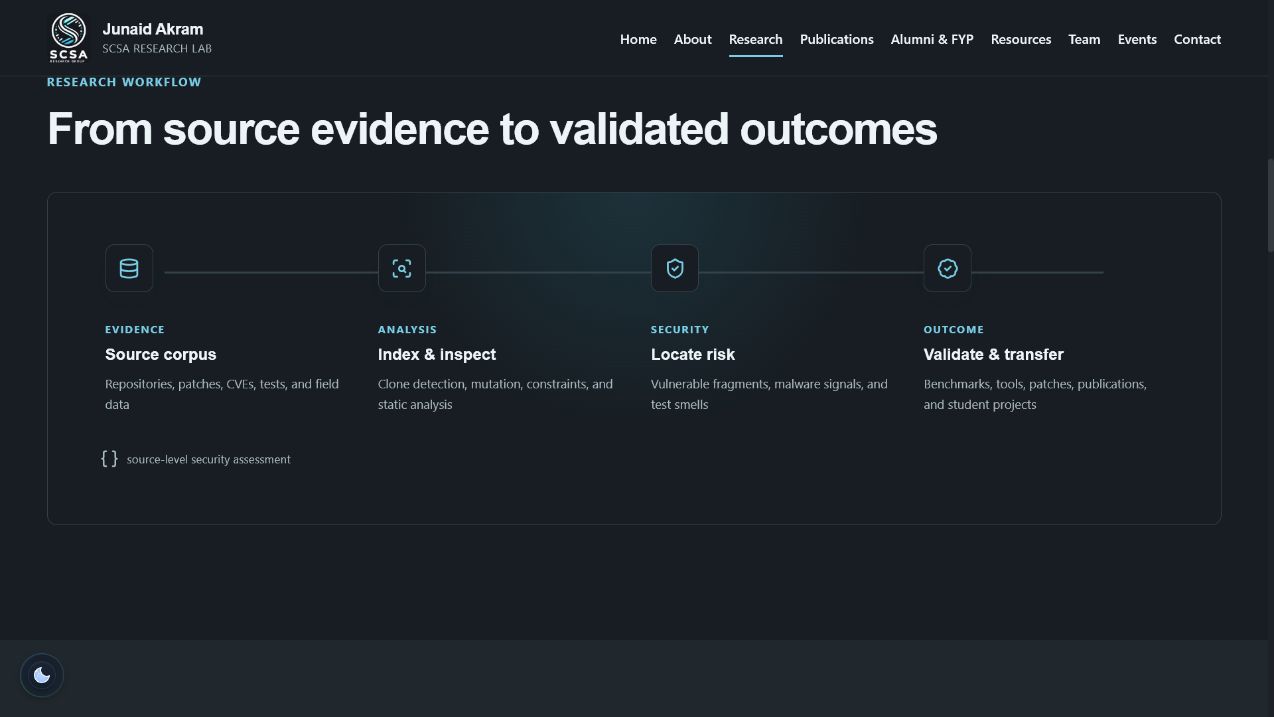 SCSA
RESEARCH GROUP
Junaid Akram
SCSA RESEARCH LAB
Home
About
Research
Publications
Alumni & FYP
Resources
Team
Events
Contact
RESEARCH WORKFLOW
From source evidence to validated outcomes
EVIDENCE
Source corpus
Repositories, patches, CVEs, tests, and field
data
ANALYSIS
Index & inspect
Clone detection, mutation, constraints, and
static analysis
SECURITY
Locate risk
Vulnerable fragments, malware signals, and
test smells
OUTCOME
Validate & transfer
Benchmarks, tools, patches, publications,
and student projects
{ } source-level security assessment